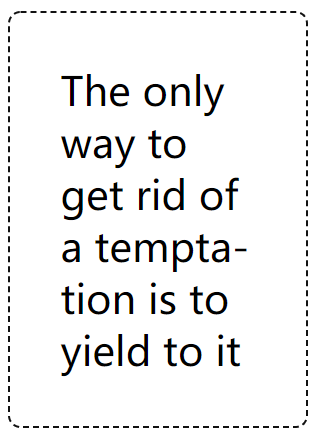 The only
way to
get rid of
a tempta-
tion is to
yield to it